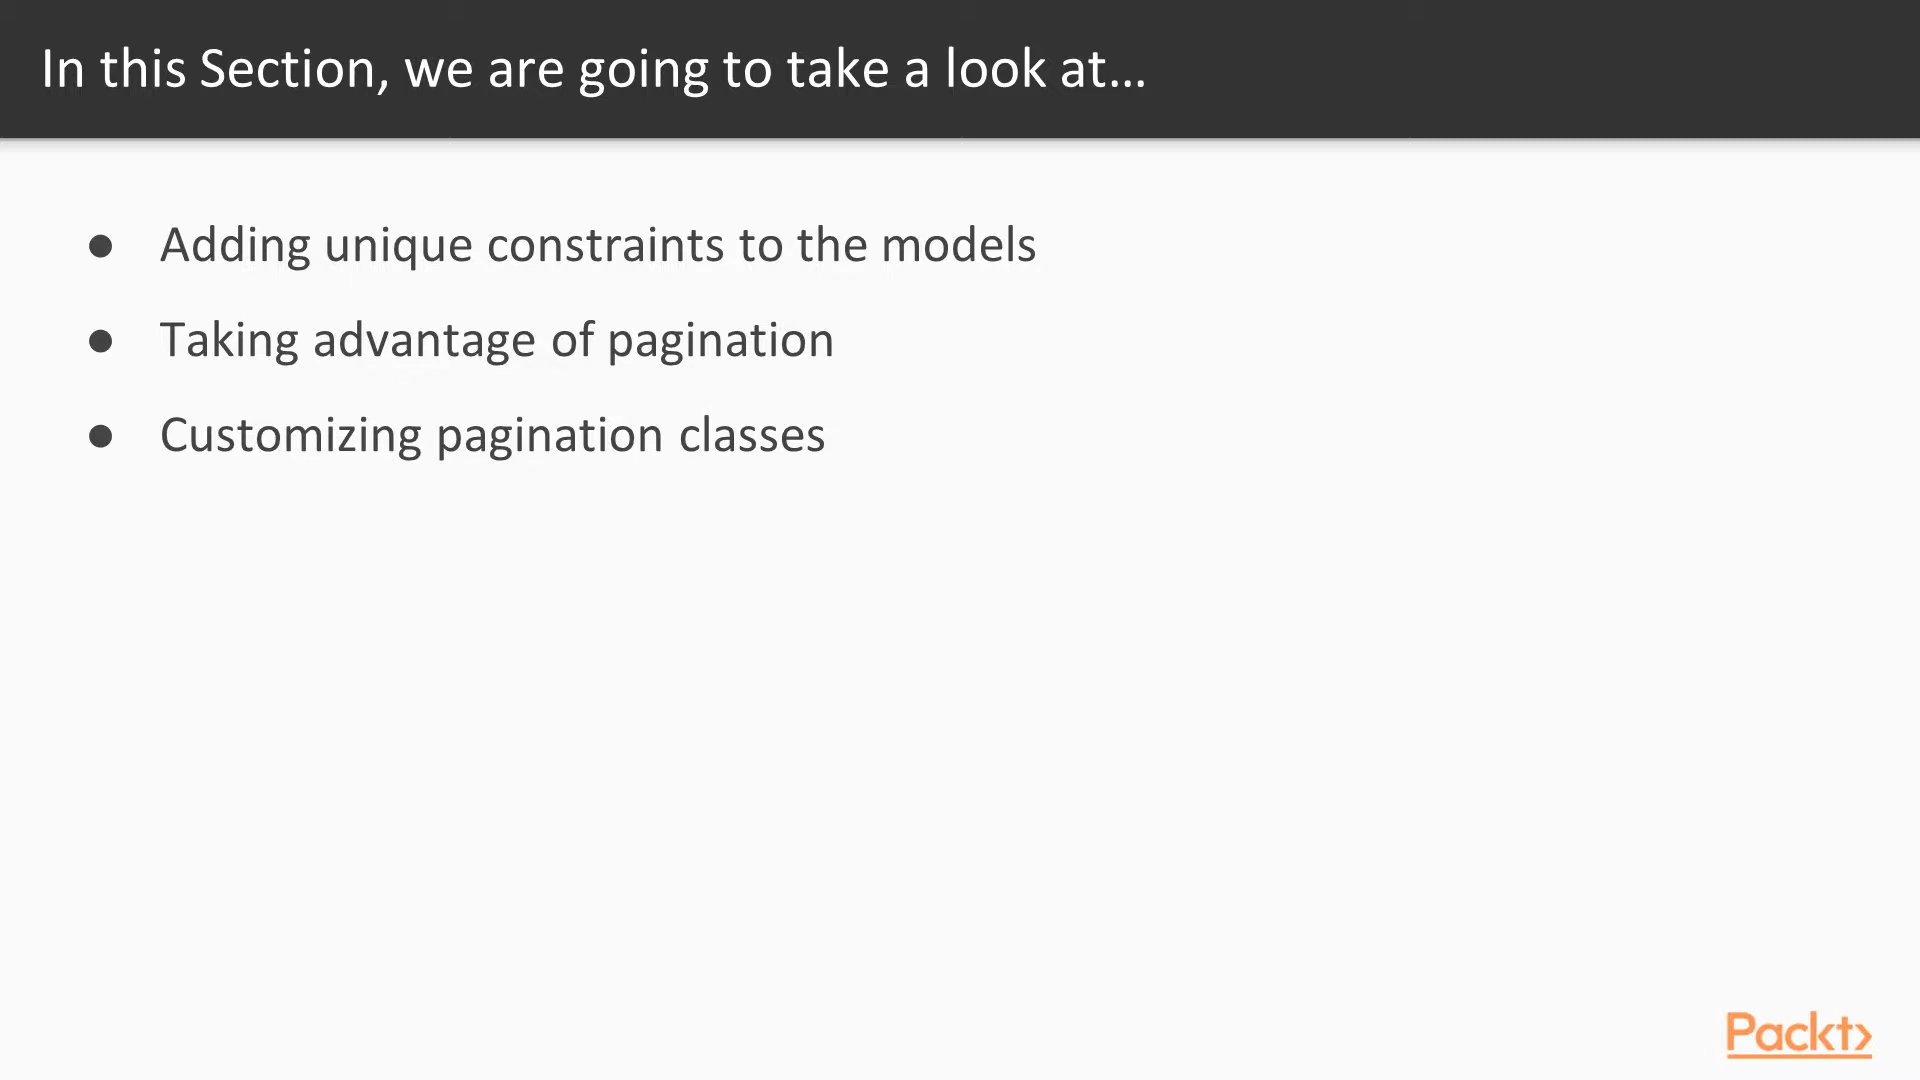 In this Section, we are going to take a look at...
● Adding unique constraints to the models
● Taking advantage of pagination
● Customizing pagination classes
Packt>